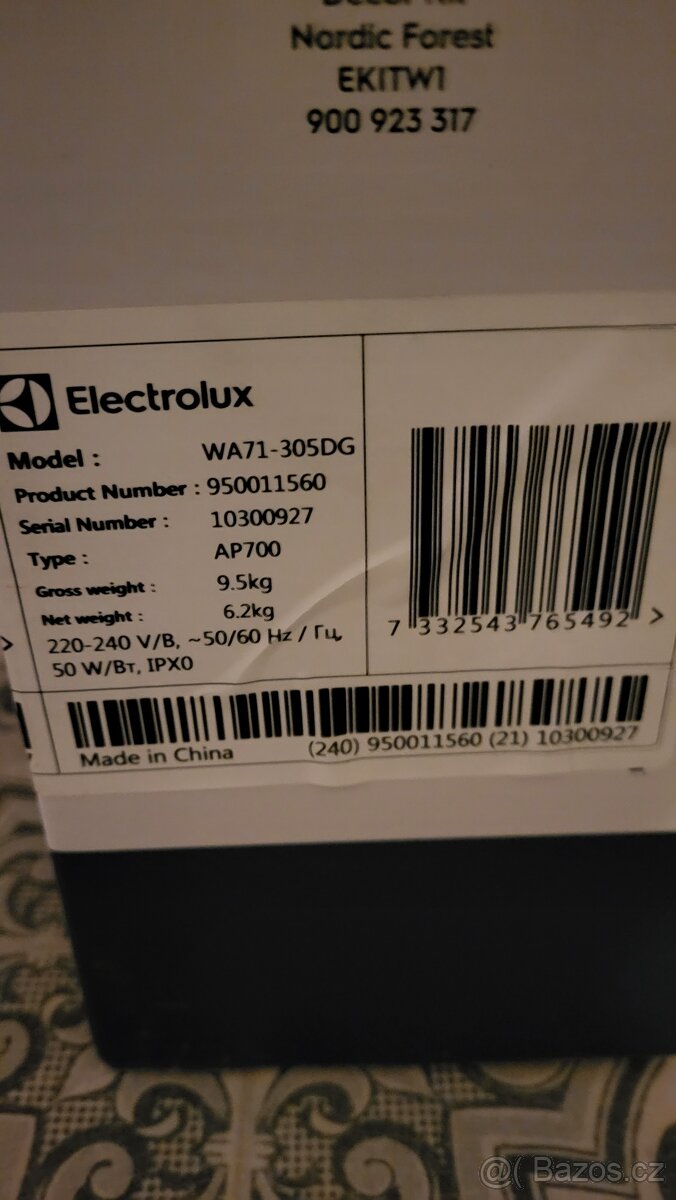 Nordic Forest
EKITW1
900 923 317
Electrolux
Model : WA71-305DG
Product Number : 950011560
Serial Number : 10300927
Type : AP700
Gross weight : 9.5kg
Net weight : 6.2kg
220-240 V/В, ~50/60 Hz / Гц,
50 W/Вт, IPX0
7 332543 765492 >
Made in China (240) 950011560 (21) 10300927
@( Bazos.cz